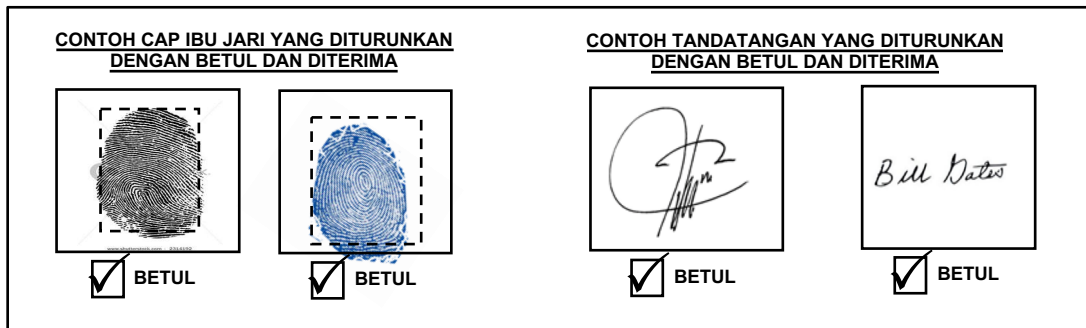 CONTOH CAP IBU JARI YANG DITURUNKAN
DENGAN BETUL DAN DITERIMA
BETUL
BETUL
CONTOH TANDATANGAN YANG DITURUNKAN
DENGAN BETUL DAN DITERIMA
Bill Gates
BETUL
BETUL